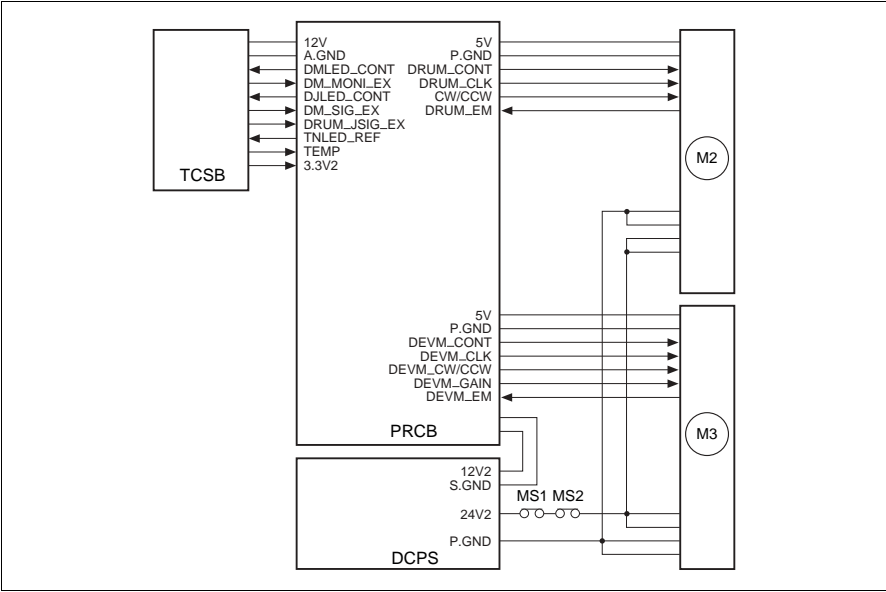 12V
A.GND
DMLED_CONT
DM_MONI_EX
DJLED_CONT
DM_SIG_EX
DRUM_JSIG_EX
TNLED_REF
TEMP
3.3V2
TCSB
5V
P.GND
DRUM_CONT
DRUM_CLK
CW/CCW
DRUM_EM
M2
5V
P.GND
DEVM_CONT
DEVM_CLK
DEVM_CW/CCW
DEVM_GAIN
DEVM_EM
PRCB
M3
12V2
S.GND
MS1 MS2
24V2
P.GND
DCPS